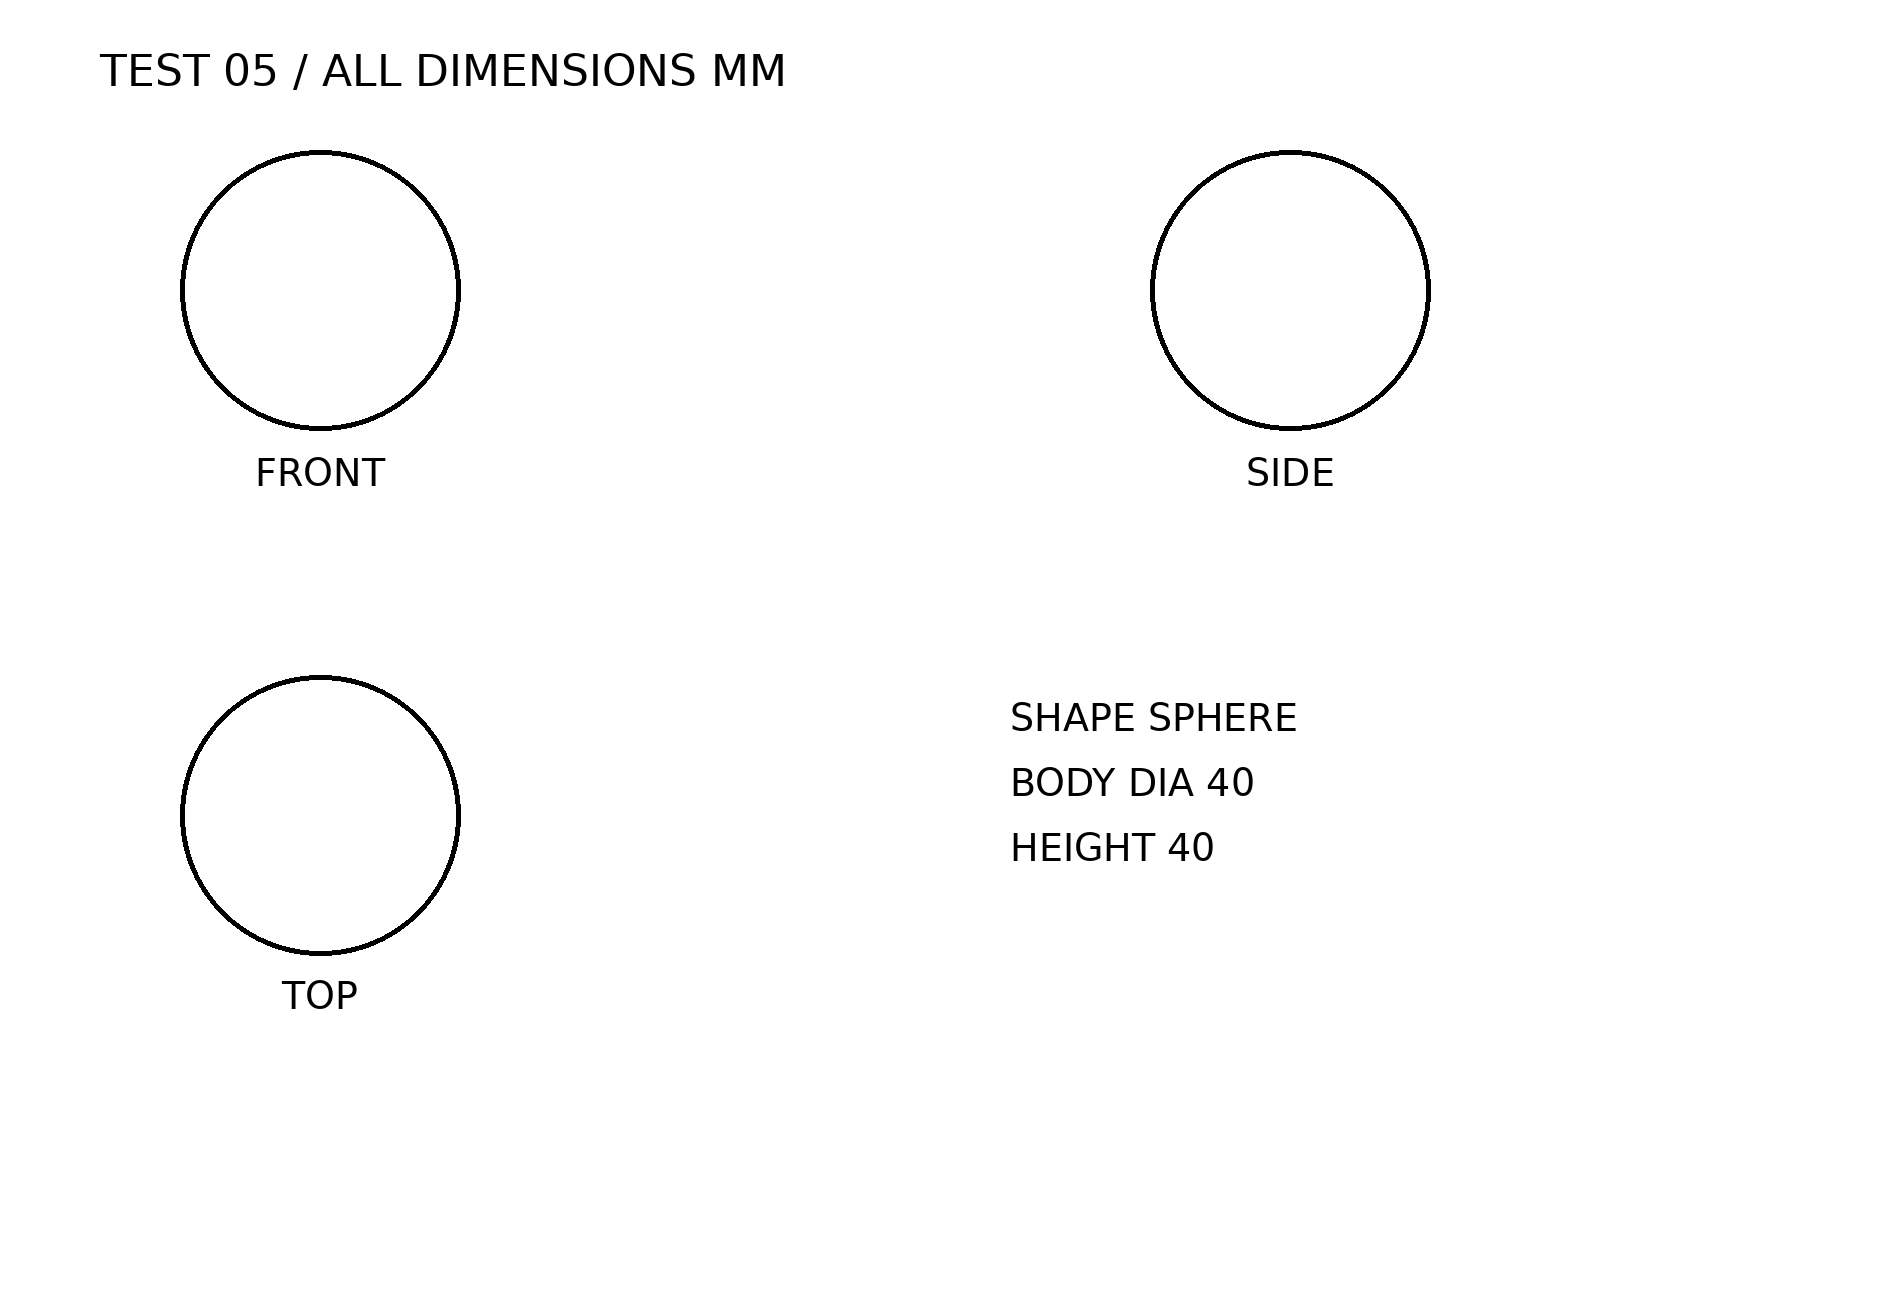 TEST 05 / ALL DIMENSIONS MM
FRONT
SIDE
TOP
SHAPE SPHERE
BODY DIA 40
HEIGHT 40